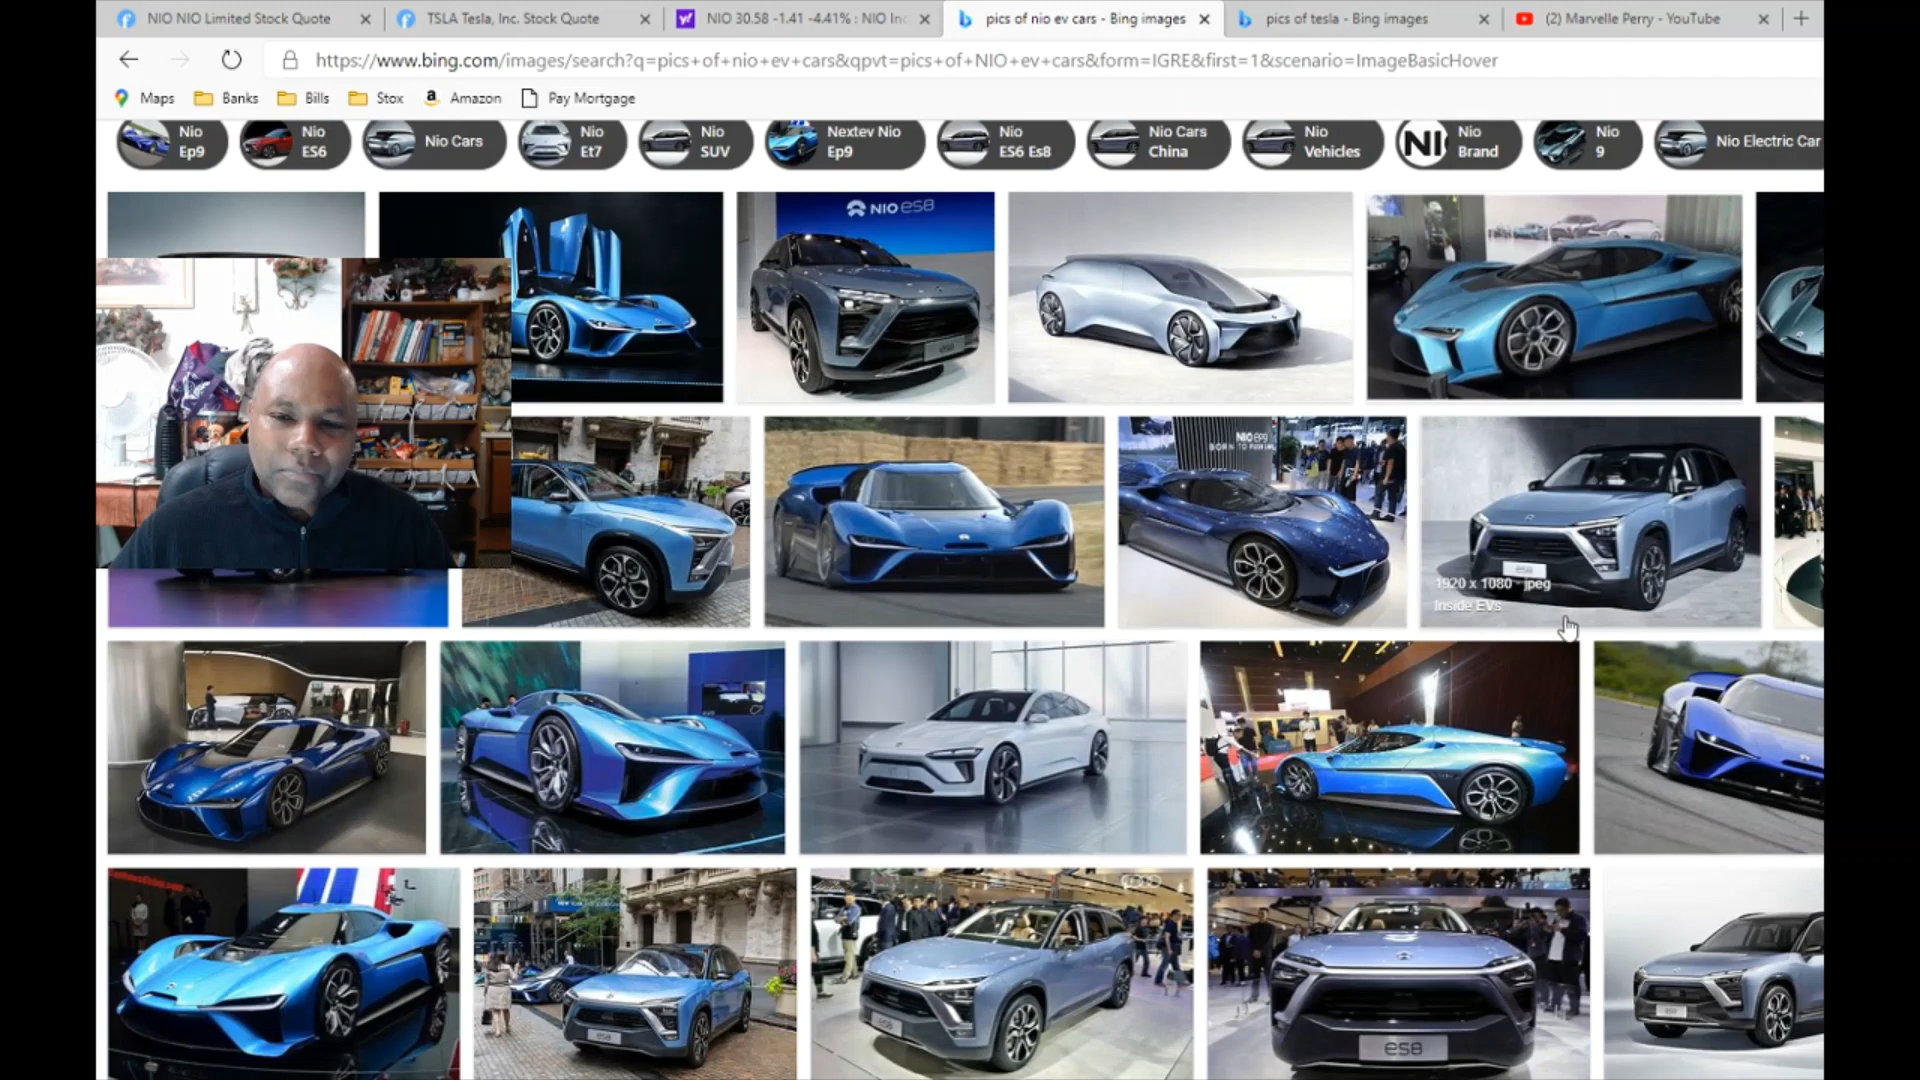 NIO NIO Limited Stock Quote
TSLA Tesla, Inc. Stock Quote
NIO 30.58 -1.41 -4.41% : NIO Inc
pics of nio ev cars - Bing images
pics of tesla - Bing images
(2) Marvelle Perry - YouTube
https://www.bing.com/images/search?q=pics+of+nio+ev+cars&qpvt=pics+of+NIO+ev+cars&form=IGRE&first=1&scenario=ImageBasicHover
Maps
Banks
Bills
Stox
Amazon
Pay Mortgage
Nio
Ep9
Nio
ES6
Nio Cars
Nio
Et7
Nio
SUV
Nextev Nio
Ep9
Nio
ES6 Es8
Nio Cars
China
Nio
Vehicles
NI
Nio
Brand
Nio
9
Nio Electric Car
NIO es8
NIO EP9
es8
1920 x 1080 · jpeg
Inside EVs
es8
es8
es8